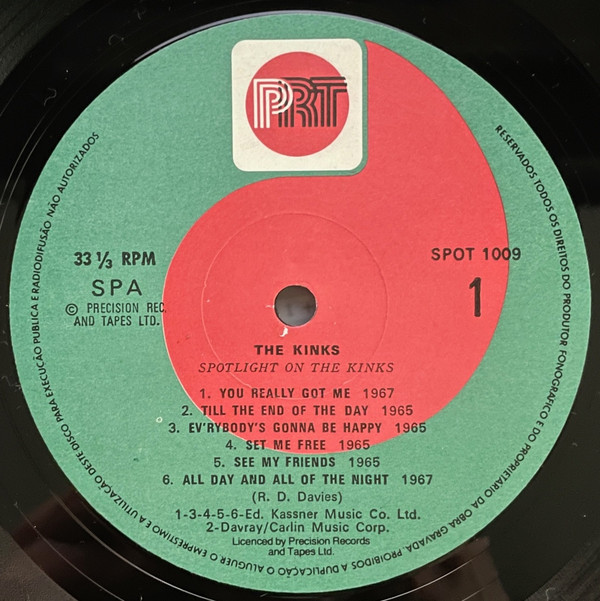 PRT
RESERVADOS TODOS OS DIREITOS DO PRODUTOR FONOGRÁFICO E DO PROPRIETÁRIO DA OBRA GRAVADA. PROIBIDOS A DUPLICAÇÃO O ALUGUER O EMPRÉSTIMO E A UTILIZAÇÃO DESTE DISCO PARA EXECUÇÃO PUBLICA E RADIODIFUSÃO NÃO AUTORIZADOS
33 1/3 RPM
SPA
© PRECISION REC.
AND TAPES LTD.
SPOT 1009
1
THE KINKS
SPOTLIGHT ON THE KINKS
1. YOU REALLY GOT ME 1967
2. TILL THE END OF THE DAY 1965
3. EV'RYBODY'S GONNA BE HAPPY 1965
4. SET ME FREE 1965
5. SEE MY FRIENDS 1965
6. ALL DAY AND ALL OF THE NIGHT 1967
(R. D. Davies)
1-3-4-5-6-Ed. Kassner Music Co. Ltd.
2-Davray/Carlin Music Corp.
Licenced by Precision Records
and Tapes Ltd.